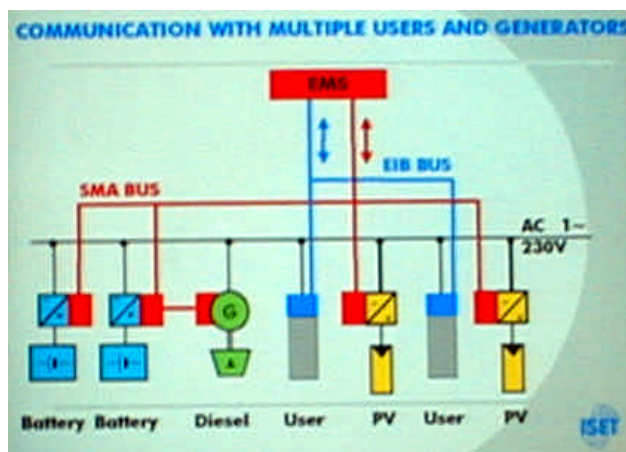 COMMUNICATION WITH MULTIPLE USERS AND GENERATORS
EMS
EIB BUS
SMA BUS
AC 1~
230V
G
Battery Battery Diesel User PV User PV
ISET